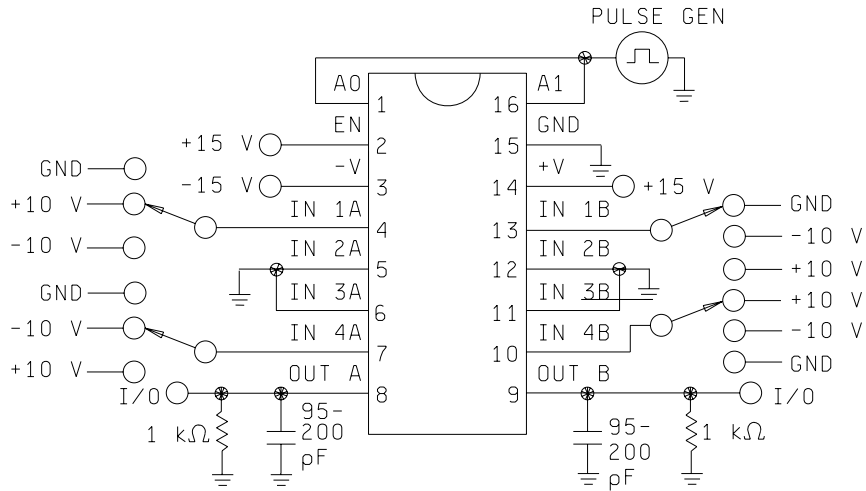 PULSE GEN
A0
A1
1
16
EN
GND
+15 V
2
15
-V
+V
GND
-15 V
3
14
+15 V
+10 V
IN 1A
IN 1B
GND
4
13
-10 V
IN 2A
IN 2B
-10 V
5
12
+10 V
GND
IN 3A
IN 3B
+10 V
6
11
-10 V
IN 4A
IN 4B
-10 V
7
10
GND
+10 V
OUT A
OUT B
I/O
8
9
I/O
1 kΩ
95-
200
pF
95-
200
pF
1 kΩ